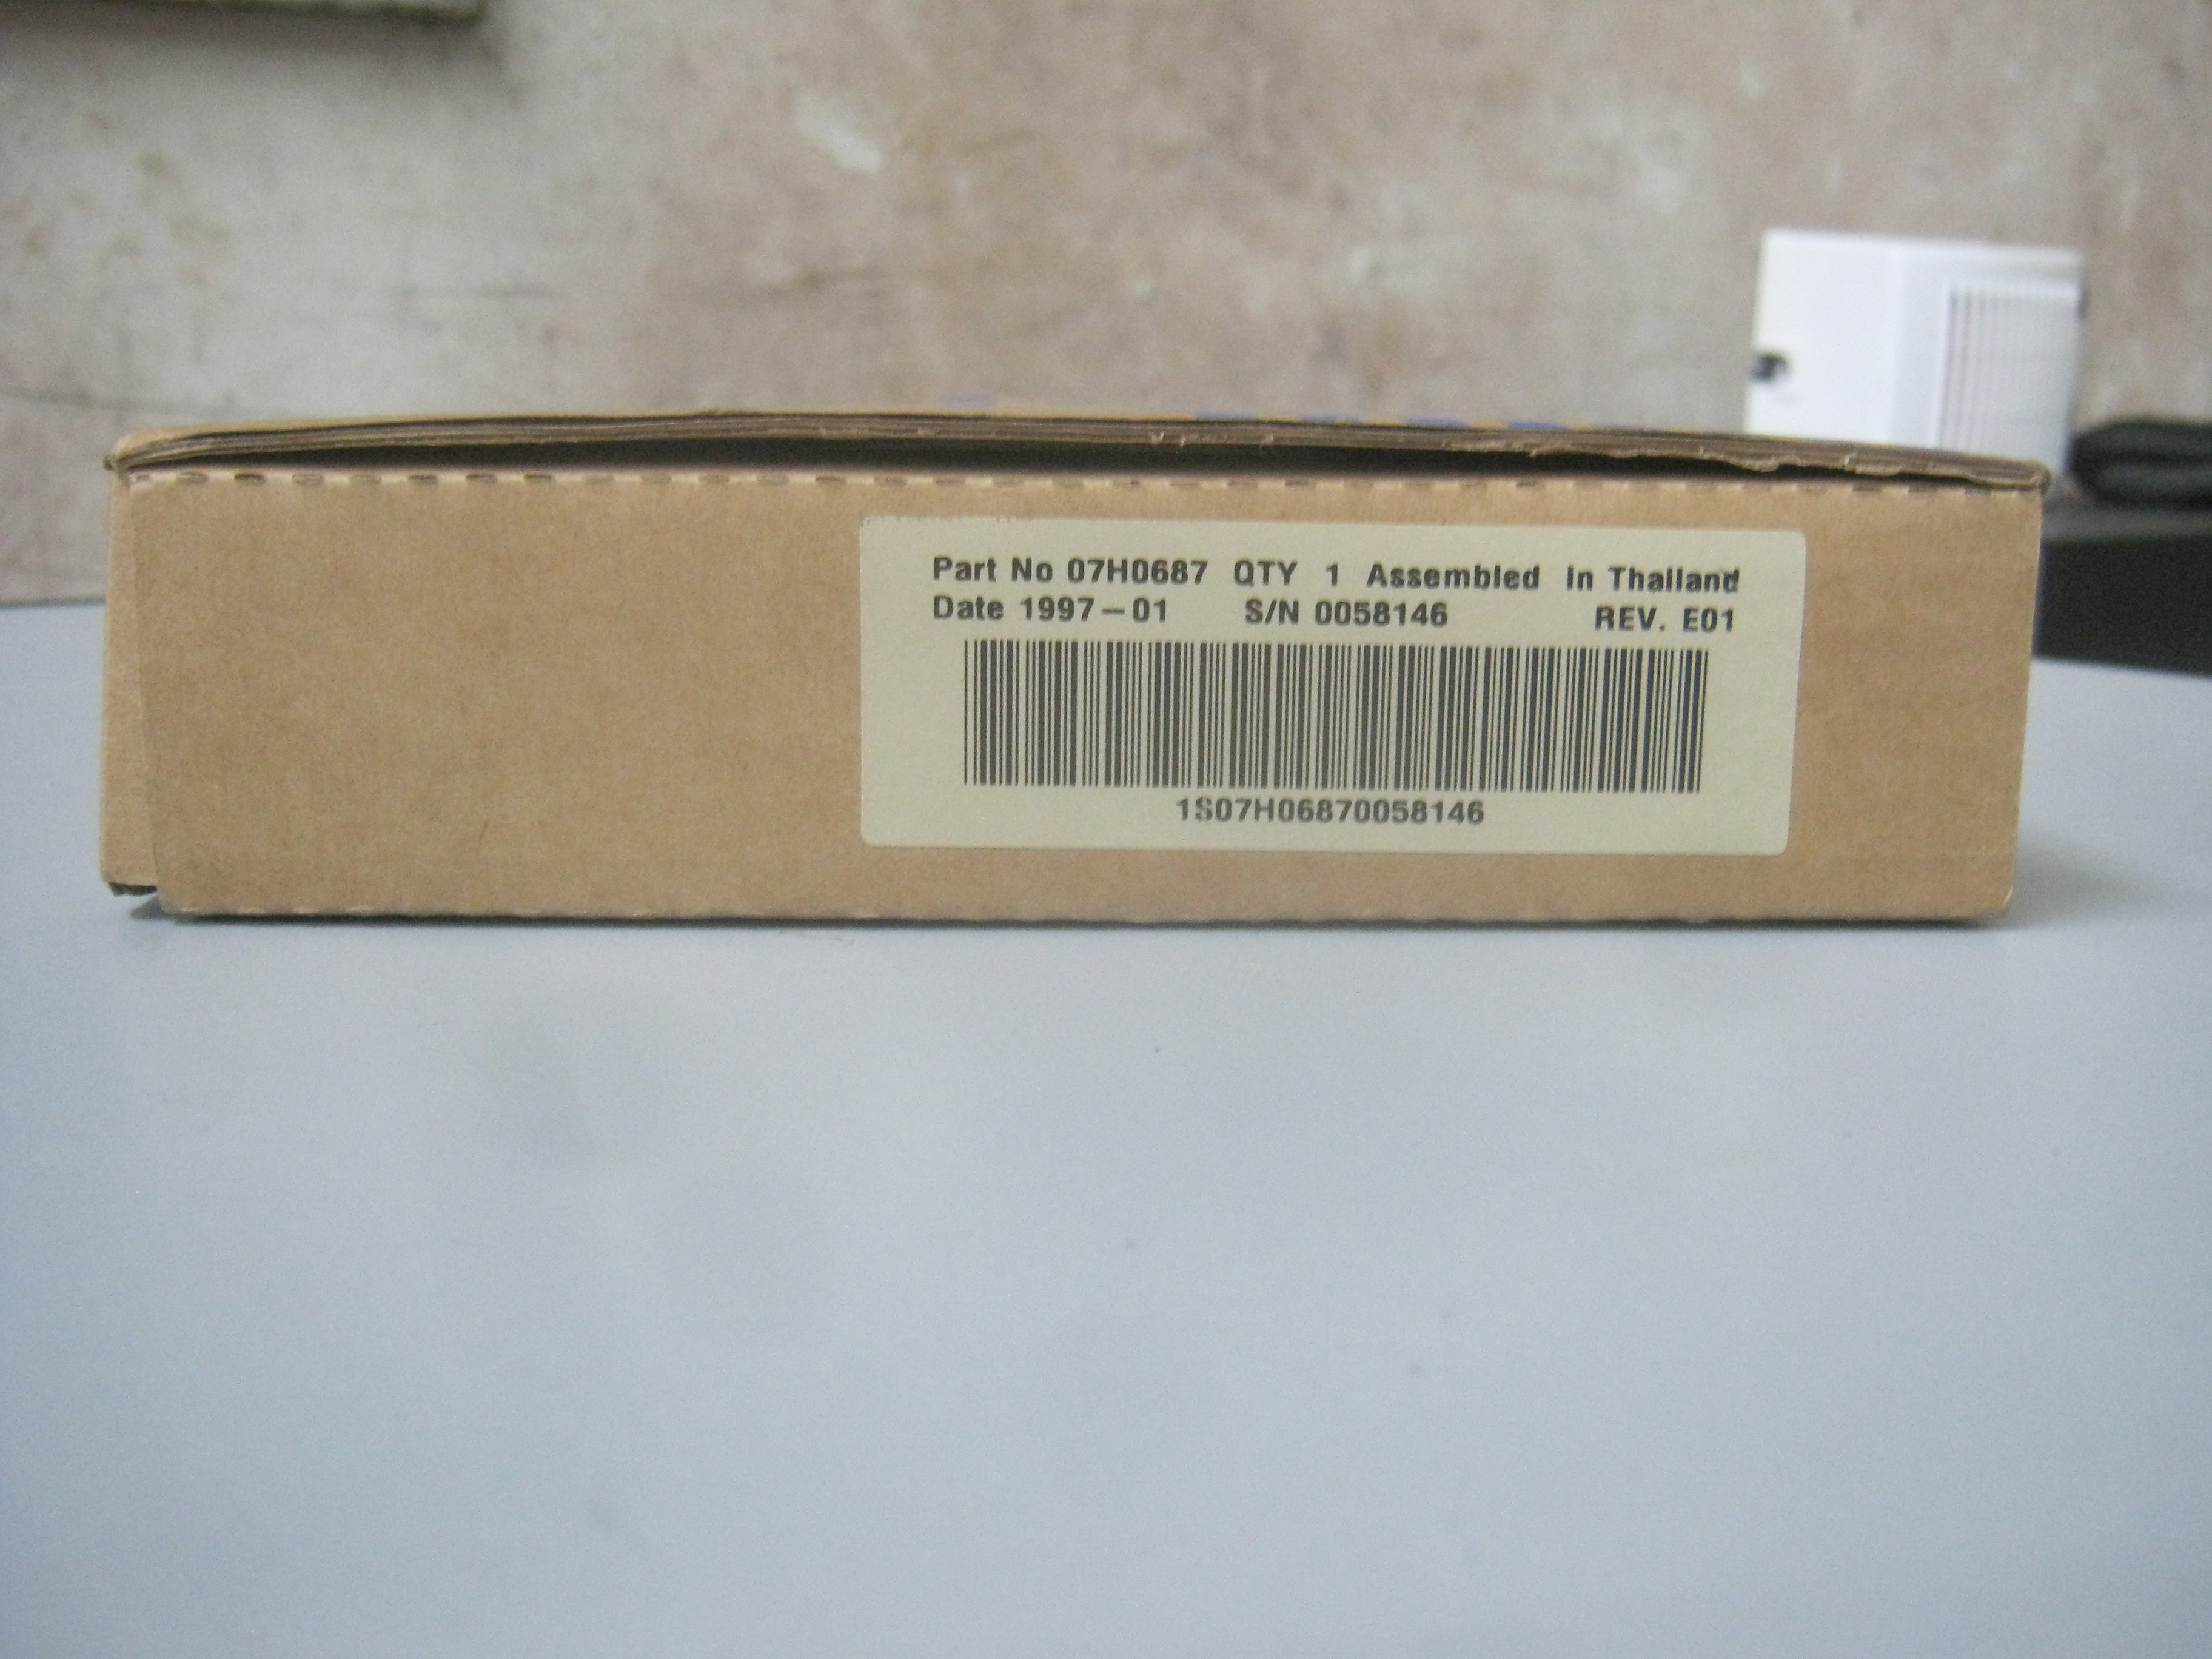 Part No 07H0687 QTY 1 Assembled in Thailand
Date 1997-01 S/N 0058146 REV. E01
1S07H06870058146